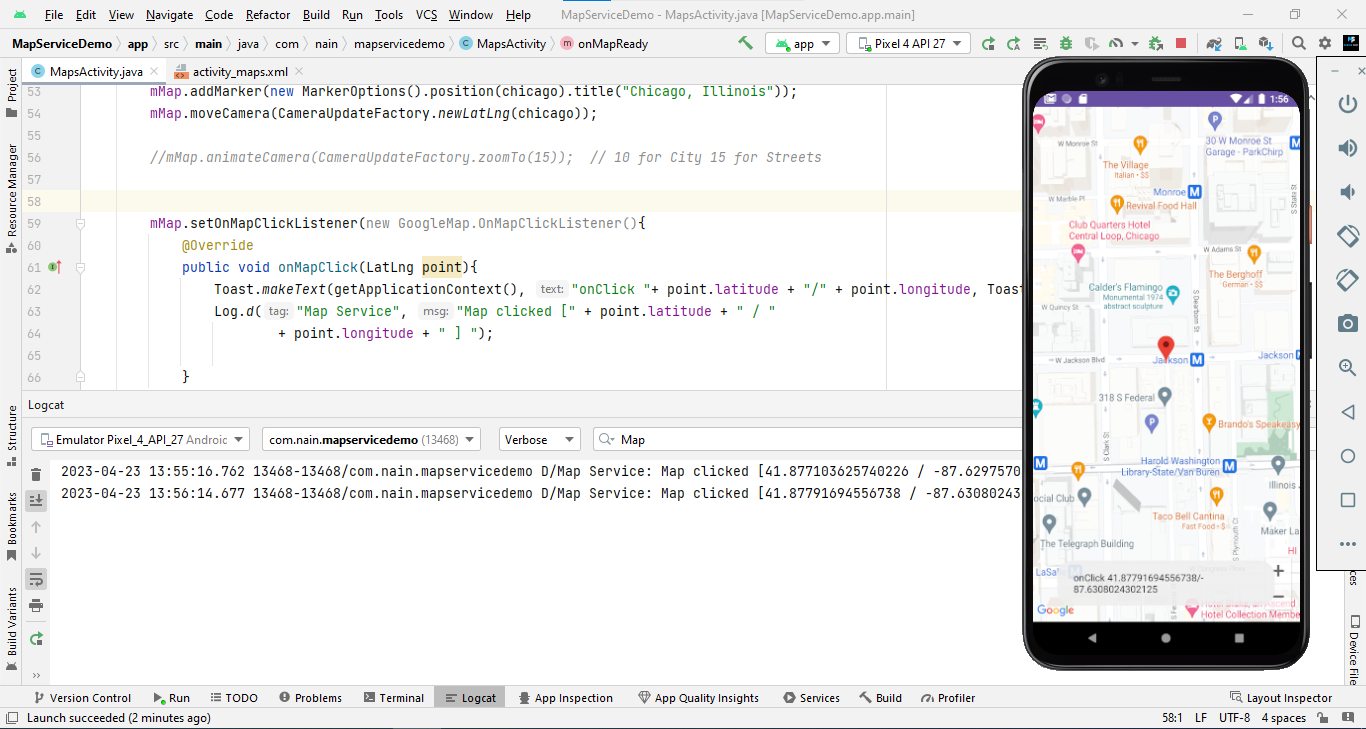 File Edit View Navigate Code Refactor Build Run Tools VCS Window Help MapServiceDemo - MapsActivity.java [MapServiceDemo.app.main]
MapServiceDemo app src main java com nain mapservicedemo MapsActivity onMapReady app Pixel 4 API 27
MapsActivity.java activity_maps.xml
53 mMap.addMarker(new MarkerOptions().position(chicago).title("Chicago, Illinois"));
54 mMap.moveCamera(CameraUpdateFactory.newLatLng(chicago));
55
56 //mMap.animateCamera(CameraUpdateFactory.zoomTo(15)); // 10 for City 15 for Streets
57
58
59 mMap.setOnMapClickListener(new GoogleMap.OnMapClickListener(){
60 @Override
61 public void onMapClick(LatLng point){
62 Toast.makeText(getApplicationContext(), text: "onClick "+ point.latitude + "/" + point.longitude, Toast
63 Log.d( tag: "Map Service", msg: "Map clicked [" + point.latitude + " / "
64 + point.longitude + " ] ");
65
66 }
Logcat
Emulator Pixel_4_API_27 Androic com.nain.mapservicedemo (13468) Verbose Map
2023-04-23 13:55:16.762 13468-13468/com.nain.mapservicedemo D/Map Service: Map clicked [41.877103625740226 / -87.6297570
2023-04-23 13:56:14.677 13468-13468/com.nain.mapservicedemo D/Map Service: Map clicked [41.87791694556738 / -87.63080243
Project
Resource Manager
Structure
Bookmarks
Build Variants
1:56
W Monroe St
30 W Monroe St
Garage - ParkChirp
The Village
Italian • $$
Monroe M
W Marble Pl
Revival Food Hall
S State St
Club Quarters Hotel
Central Loop, Chicago
W Adams St
The Berghoff
German • $$
Calder's Flamingo
Monumental 1974
abstract sculpture
S Dearborn St
W Jackson Blvd
Jackson M
Jackson
318 S Federal
Brando's Speakeasy
S Clark St
M
Harold Washington
Library-State/Van Buren M
Illinois
ocial Club
Taco Bell Cantina
Fast Food • $
Maker La
S Plymouth Ct
The Telegraph Building
HI
LaSal
onClick 41.87791694556738/-
87.6308024302125
Google
Hotel Collection Membe
Device File
Version Control Run TODO Problems Terminal Logcat App Inspection App Quality Insights Services Build Profiler Layout Inspector
Launch succeeded (2 minutes ago) 58:1 LF UTF-8 4 spaces